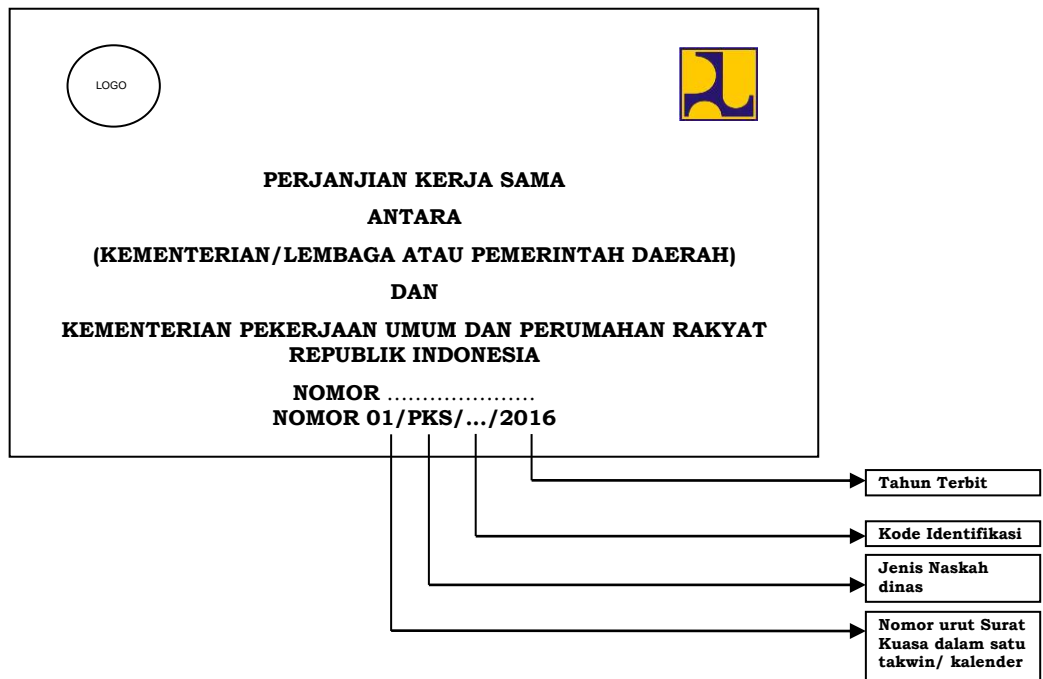 LOGO
PERJANJIAN KERJA SAMA
ANTARA
(KEMENTERIAN/LEMBAGA ATAU PEMERINTAH DAERAH)
DAN
KEMENTERIAN PEKERJAAN UMUM DAN PERUMAHAN RAKYAT
REPUBLIK INDONESIA
NOMOR .....................
NOMOR 01/PKS/.../2016
Tahun Terbit
Kode Identifikasi
Jenis Naskah
dinas
Nomor urut Surat
Kuasa dalam satu
takwin/ kalender